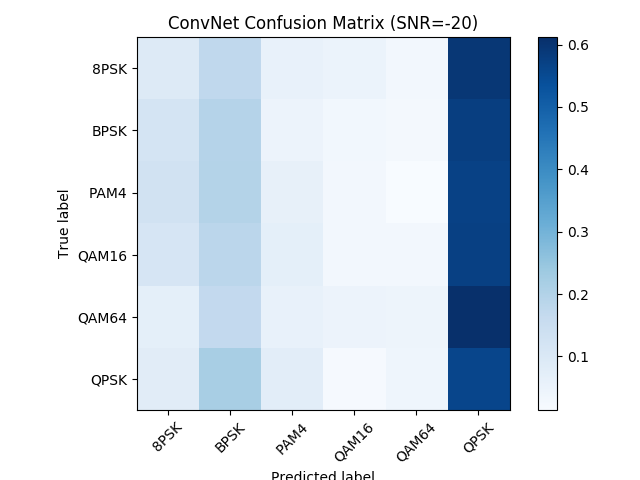 ConvNet Confusion Matrix (SNR=-20)
True label
8PSK
BPSK
PAM4
QAM16
QAM64
QPSK
8PSK
BPSK
PAM4
QAM16
QAM64
QPSK
Predicted label
0.6
0.5
0.4
0.3
0.2
0.1